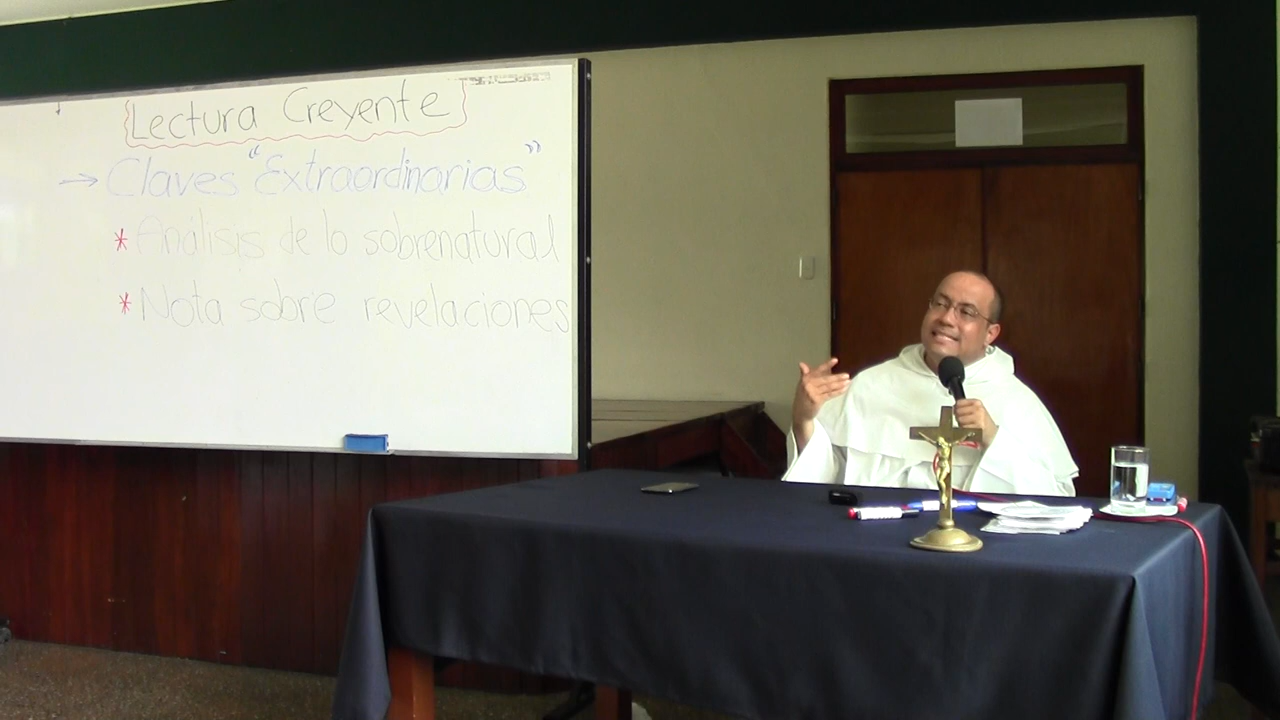 Lectura Creyente
→ Claves "Extraordinarias"
* Análisis de lo sobrenatural
* Nota sobre revelaciones